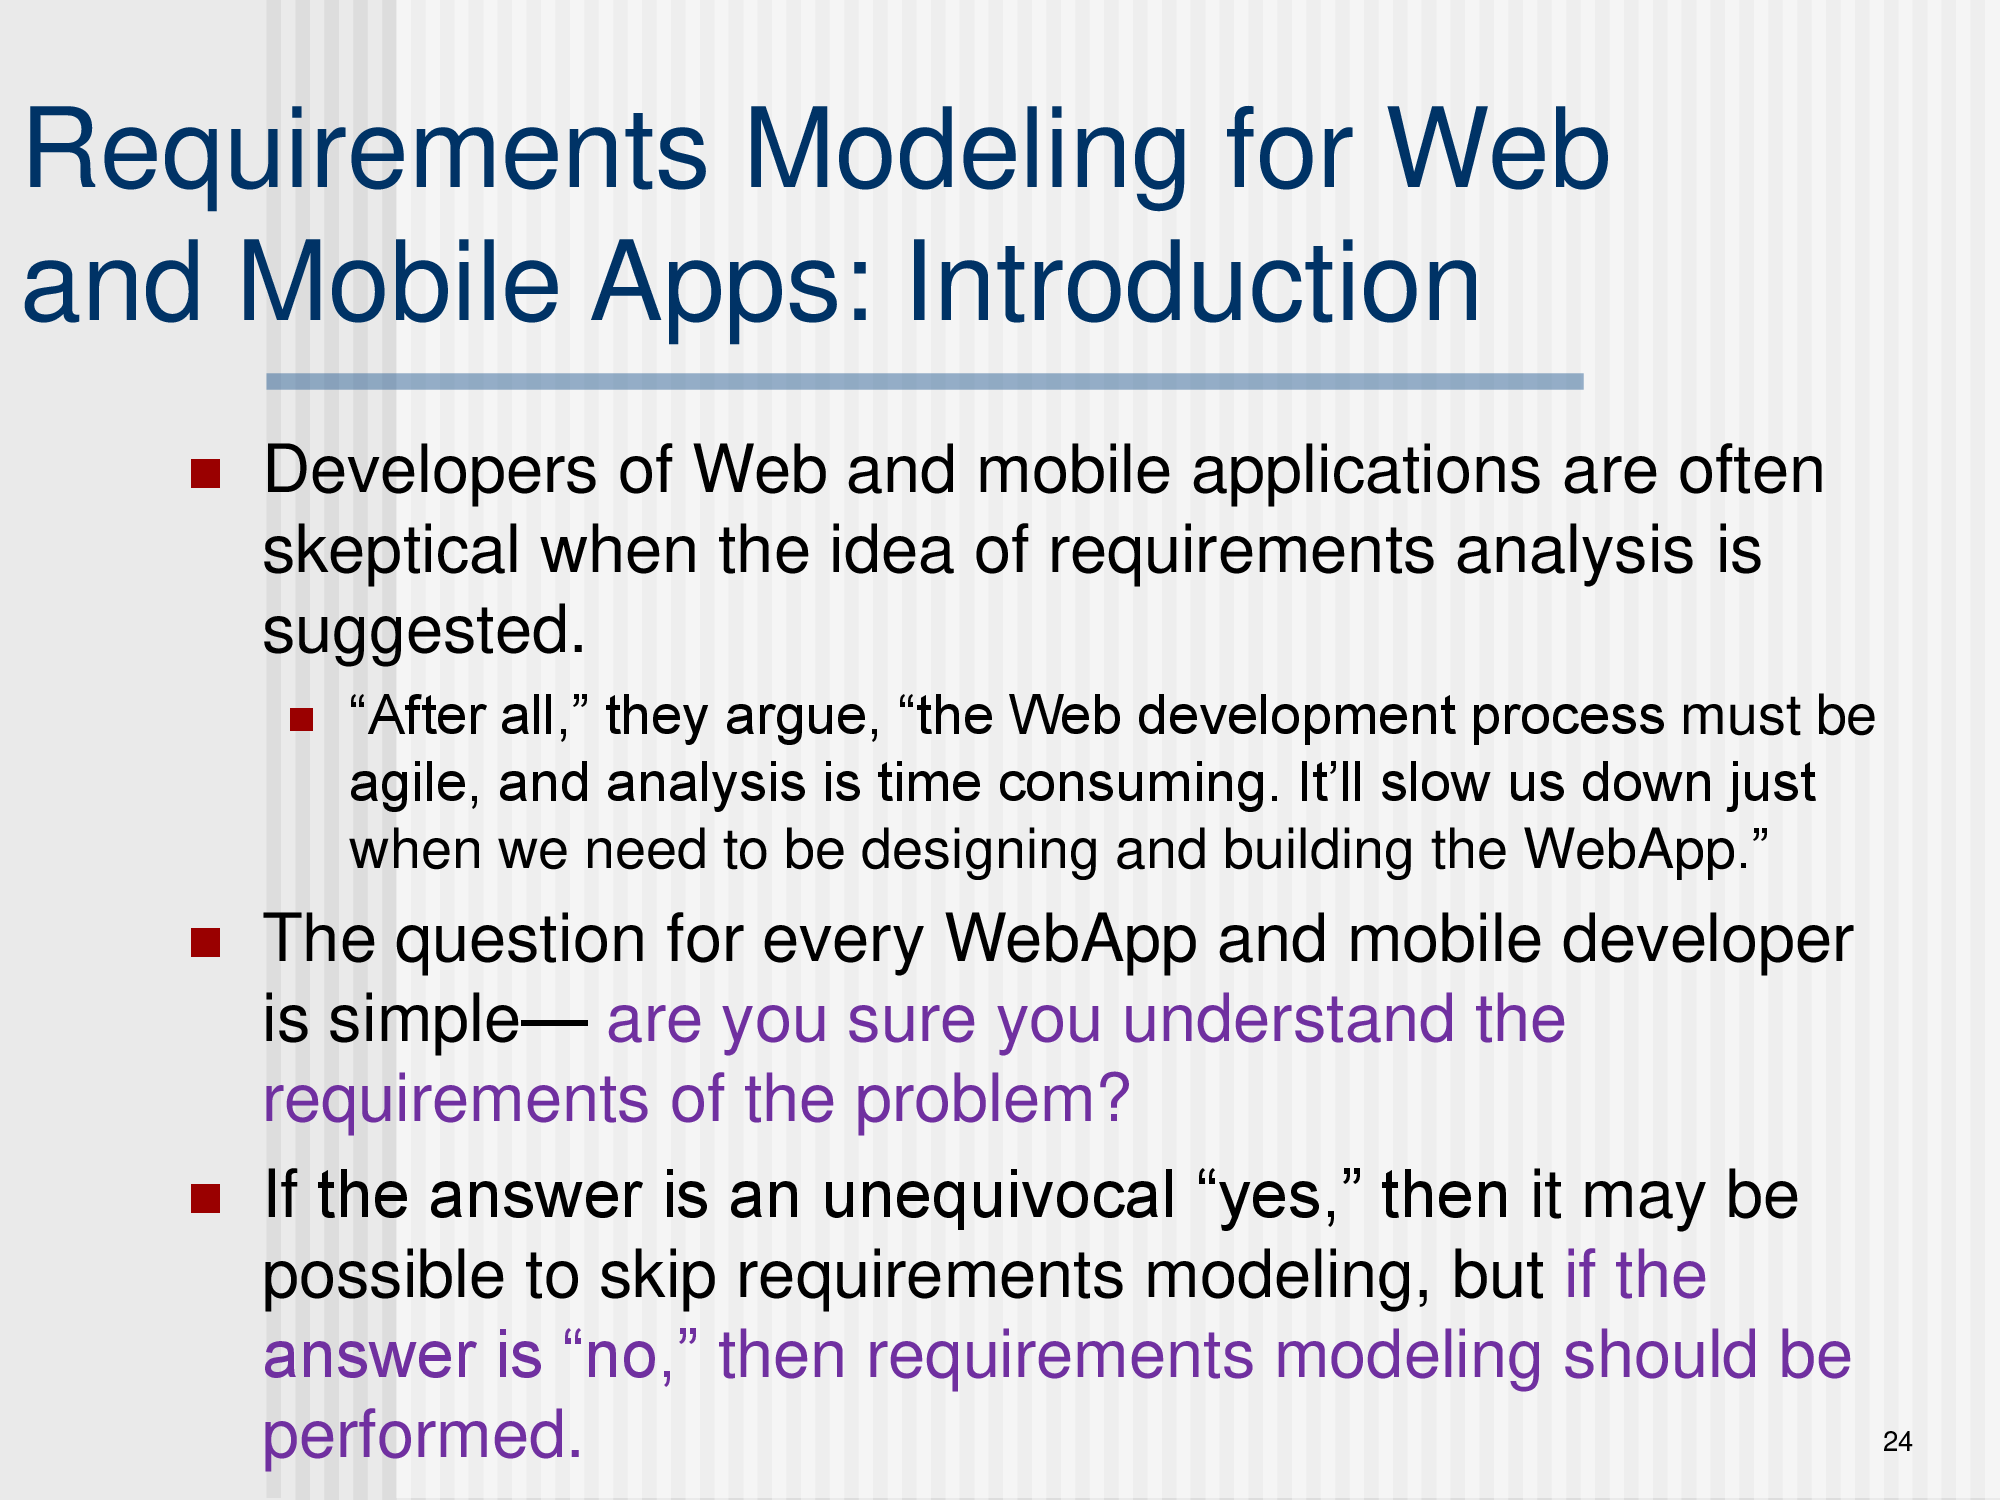 Requirements Modeling for Web
and Mobile Apps: Introduction
Developers of Web and mobile applications are often
skeptical when the idea of requirements analysis is
suggested.
“After all,” they argue, “the Web development process must be
agile, and analysis is time consuming. It’ll slow us down just
when we need to be designing and building the WebApp.”
The question for every WebApp and mobile developer
is simple— are you sure you understand the
requirements of the problem?
If the answer is an unequivocal “yes,” then it may be
possible to skip requirements modeling, but if the
answer is “no,” then requirements modeling should be
performed.
24